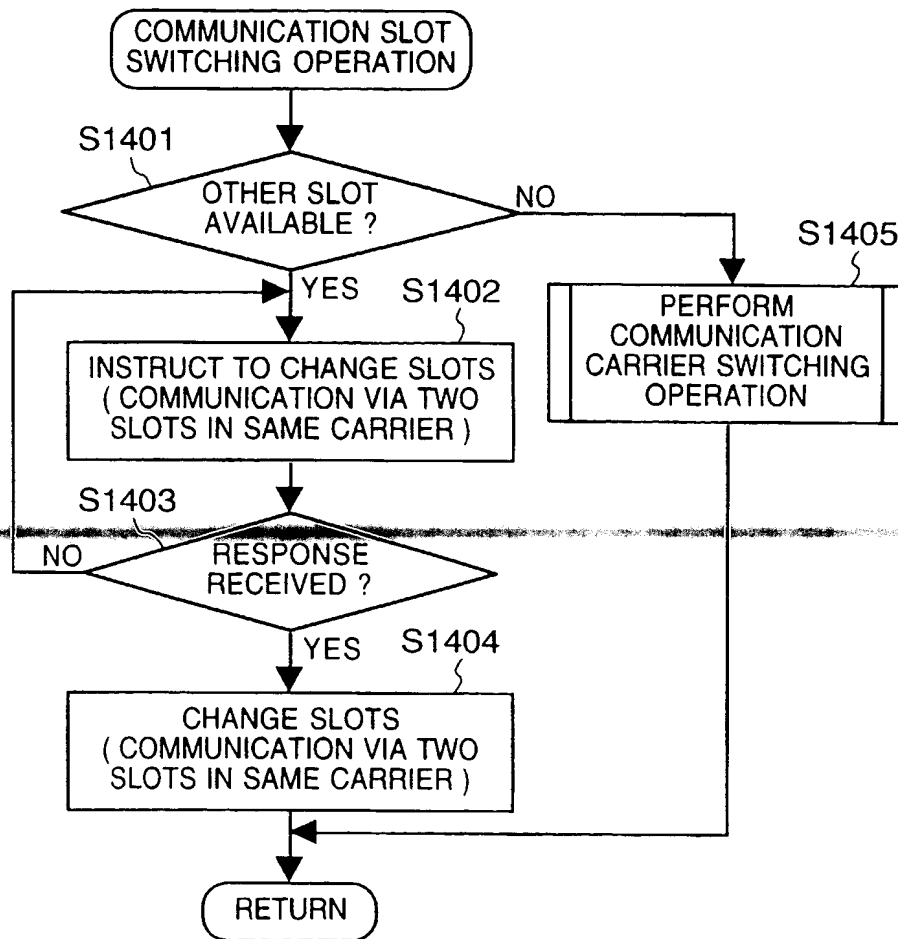 COMMUNICATION SLOT
SWITCHING OPERATION
S1401
OTHER SLOT
AVAILABLE ?
NO
YES
S1405
PERFORM
COMMUNICATION
CARRIER SWITCHING
OPERATION
S1402
INSTRUCT TO CHANGE SLOTS
( COMMUNICATION VIA TWO
SLOTS IN SAME CARRIER )
S1403
RESPONSE
RECEIVED ?
NO
YES
S1404
CHANGE SLOTS
( COMMUNICATION VIA TWO
SLOTS IN SAME CARRIER )
RETURN